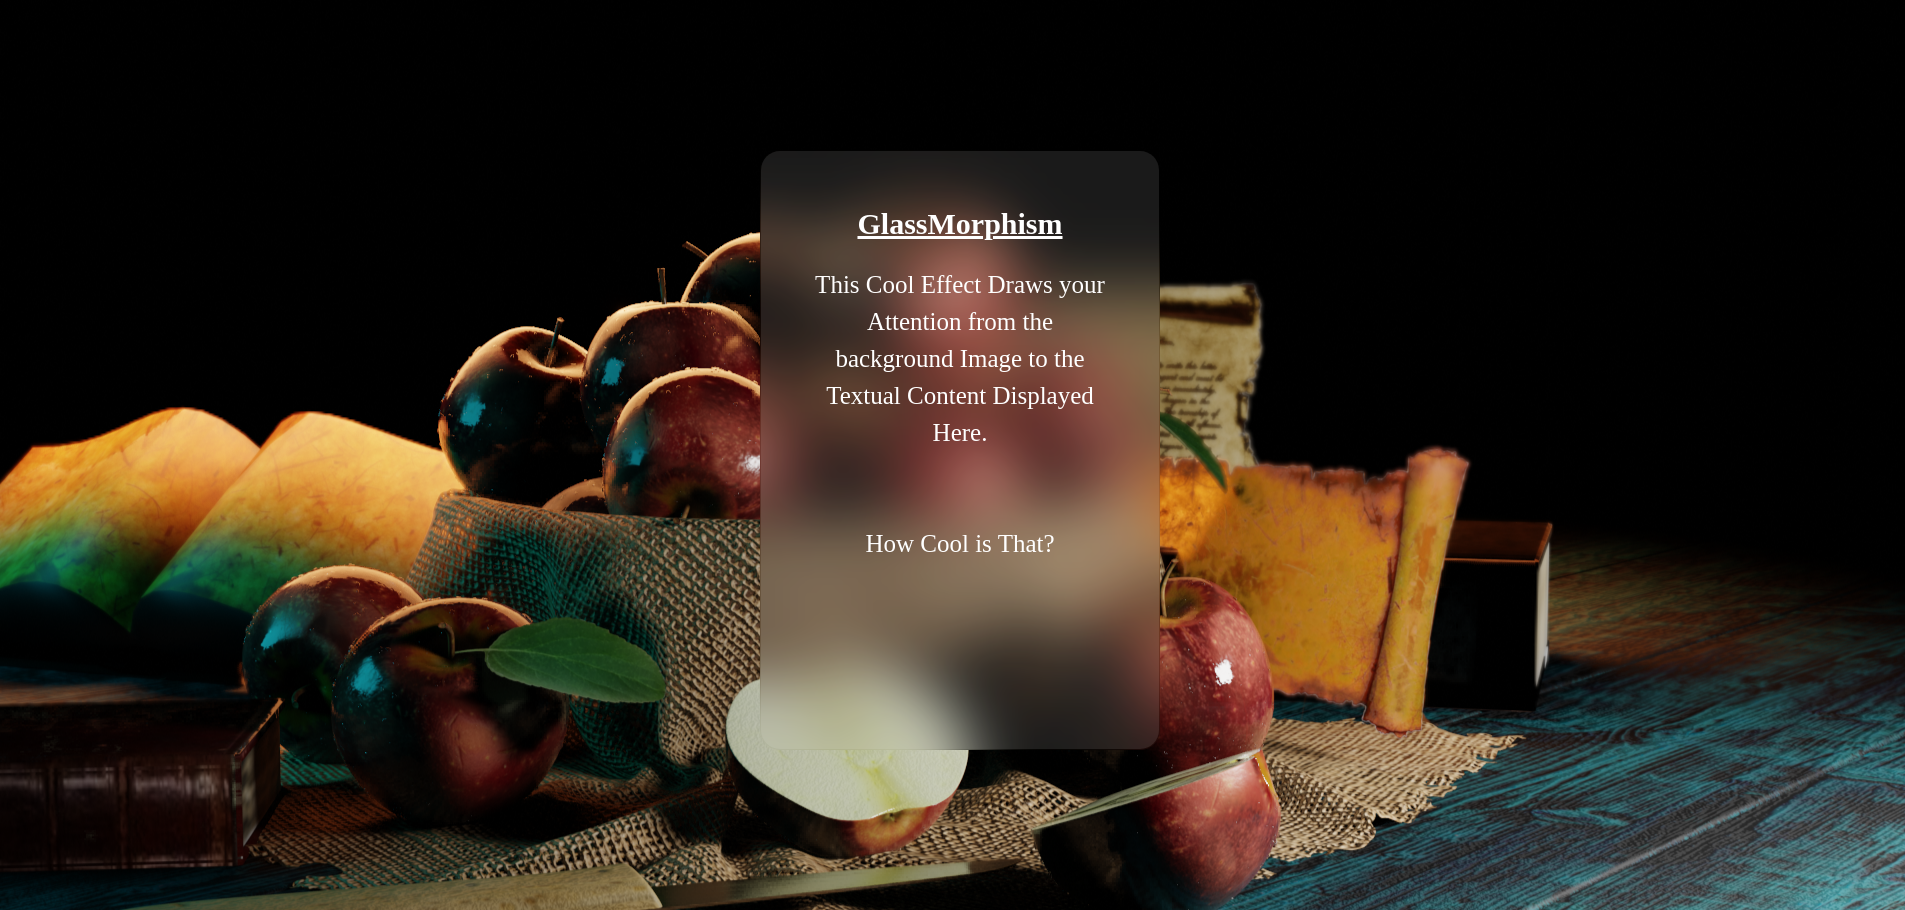 GlassMorphism
This Cool Effect Draws your
Attention from the
background Image to the
Textual Content Displayed
Here.
How Cool is That?